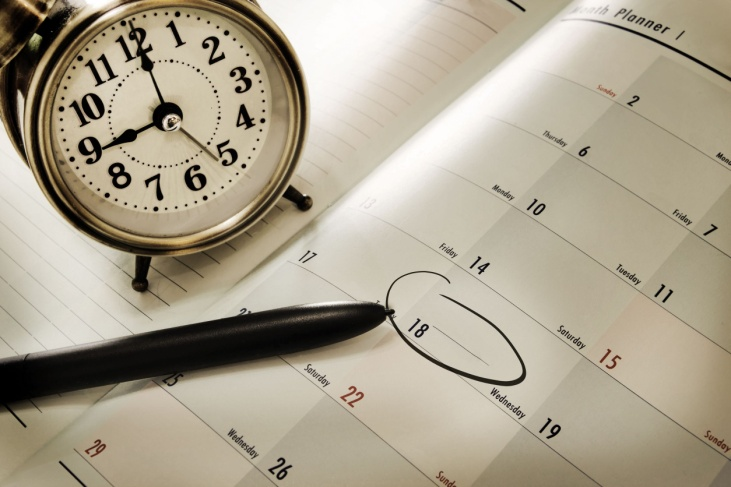 12
1
2
3
4
5
6
7
8
9
10
11
Month Planner |
Sunday 2
Thursday 6
Friday 7
Monday 10
Tuesday 11
13
Friday 14
Saturday 15
17
18
Wednesday 19
Sunday
Saturday 22
25
Wednesday 26
29